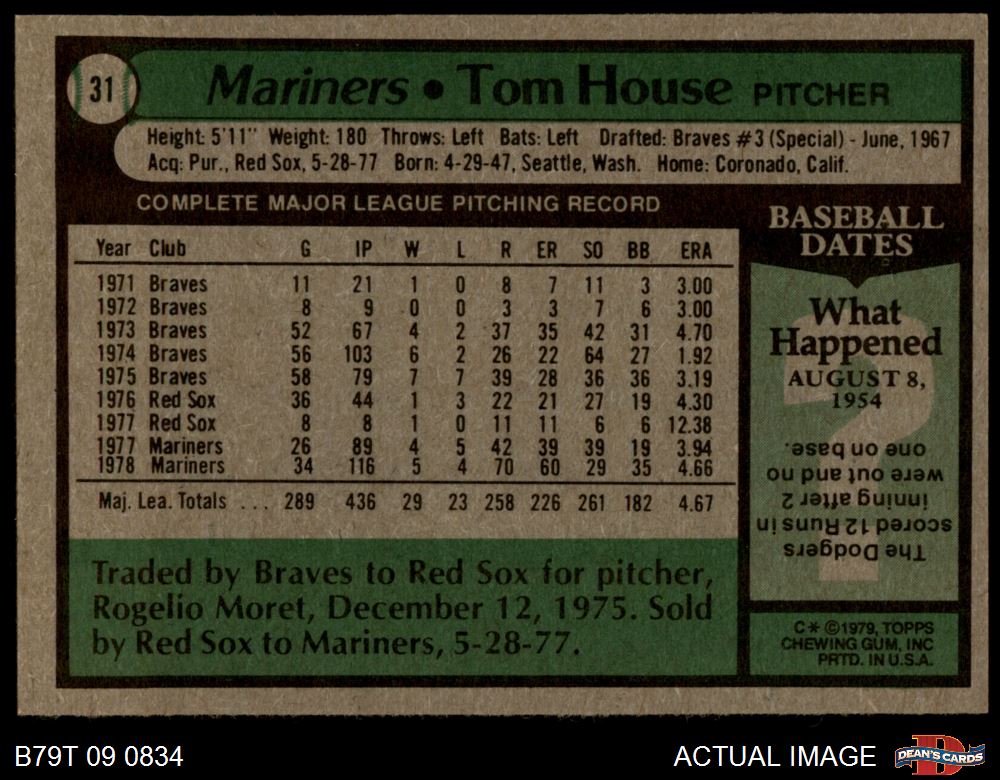 31
Mariners • Tom House PITCHER
Height: 5'11" Weight: 180 Throws: Left Bats: Left Drafted: Braves #3 (Special) - June, 1967
Acq: Pur., Red Sox, 5-28-77 Born: 4-29-47, Seattle, Wash. Home: Coronado, Calif.
COMPLETE MAJOR LEAGUE PITCHING RECORD
Year Club G IP W L R ER SO BB ERA
1971 Braves 11 21 1 0 8 7 11 3 3.00
1972 Braves 8 9 0 0 3 3 7 6 3.00
1973 Braves 52 67 4 2 37 35 42 31 4.70
1974 Braves 56 103 6 2 26 22 64 27 1.92
1975 Braves 58 79 7 7 39 28 36 36 3.19
1976 Red Sox 36 44 1 3 22 21 27 19 4.30
1977 Red Sox 8 8 1 0 11 11 6 6 12.38
1977 Mariners 26 89 4 5 42 39 39 19 3.94
1978 Mariners 34 116 5 4 70 60 29 35 4.66
Maj. Lea. Totals ... 289 436 29 23 258 226 261 182 4.67
Traded by Braves to Red Sox for pitcher,
Rogelio Moret, December 12, 1975. Sold
by Red Sox to Mariners, 5-28-77.
BASEBALL
DATES
What
Happened
AUGUST 8,
1954
The Dodgers
scored 12 Runs in
inning after 2
were out and no
one on base.
C* ©1979, TOPPS
CHEWING GUM, INC
PRTD. IN U.S.A.
B79T 09 0834
ACTUAL IMAGE
D
DEAN'S CARDS